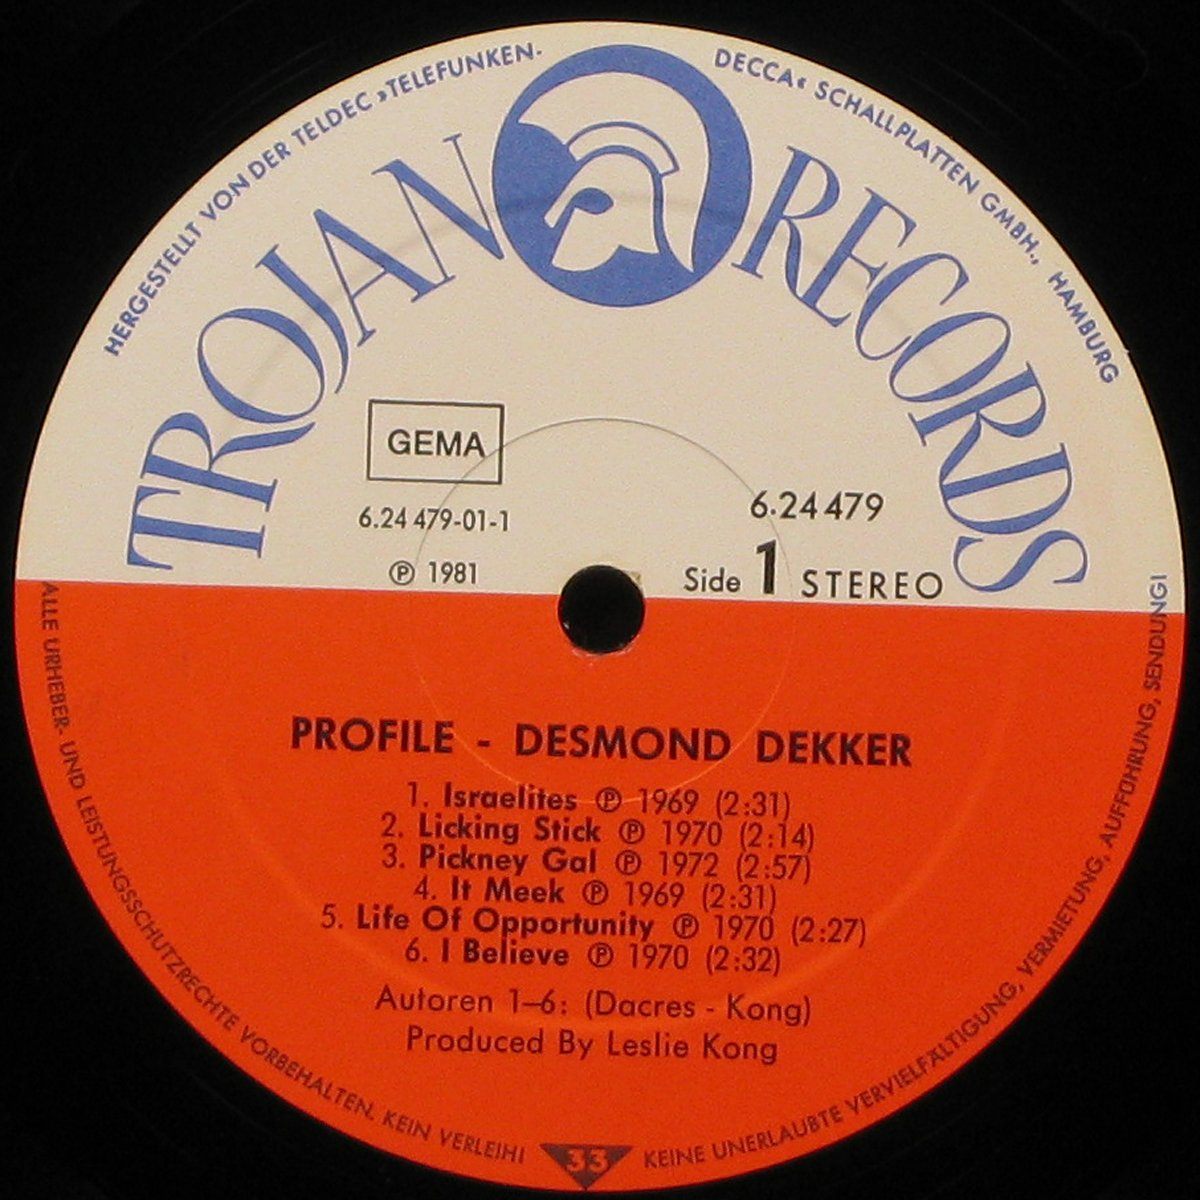 HERGESTELLT VON DER TELDEC »TELEFUNKEN. DECCA« SCHALLPLATTEN GMBH., HAMBURG
TROJAN RECORDS
GEMA
6.24 479-01-1
℗ 1981
6.24 479
Side 1 STEREO
PROFILE - DESMOND DEKKER
1. Israelites ℗ 1969 (2:31)
2. Licking Stick ℗ 1970 (2:14)
3. Pickney Gal ℗ 1972 (2:57)
4. It Meek ℗ 1969 (2:31)
5. Life Of Opportunity ℗ 1970 (2:27)
6. I Believe ℗ 1970 (2:32)
Autoren 1–6: (Dacres - Kong)
Produced By Leslie Kong
ALLE URHEBER- UND LEISTUNGSSCHUTZRECHTE VORBEHALTEN. KEIN VERLEIH!
33
KEINE UNERLAUBTE VERVIELFÄLTIGUNG, VERMIETUNG, AUFFÜHRUNG, SENDUNG!